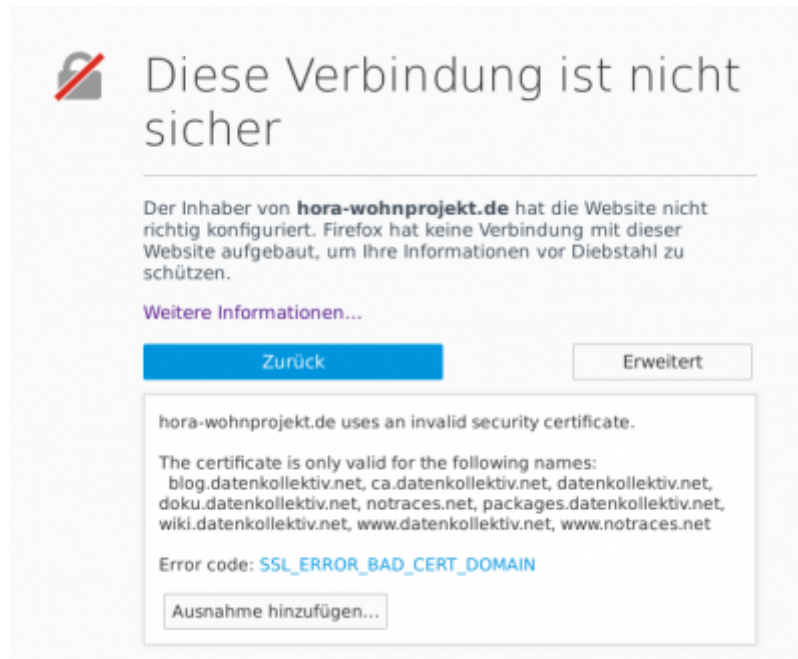 Diese Verbindung ist nicht
sicher
Der Inhaber von hora-wohnprojekt.de hat die Website nicht
richtig konfiguriert. Firefox hat keine Verbindung mit dieser
Website aufgebaut, um Ihre Informationen vor Diebstahl zu
schützen.
Weitere Informationen...
Zurück
Erweitert
hora-wohnprojekt.de uses an invalid security certificate.
The certificate is only valid for the following names:
blog.datenkollektiv.net, ca.datenkollektiv.net, datenkollektiv.net,
doku.datenkollektiv.net, notraces.net, packages.datenkollektiv.net,
wiki.datenkollektiv.net, www.datenkollektiv.net, www.notraces.net
Error code: SSL_ERROR_BAD_CERT_DOMAIN
Ausnahme hinzufügen...